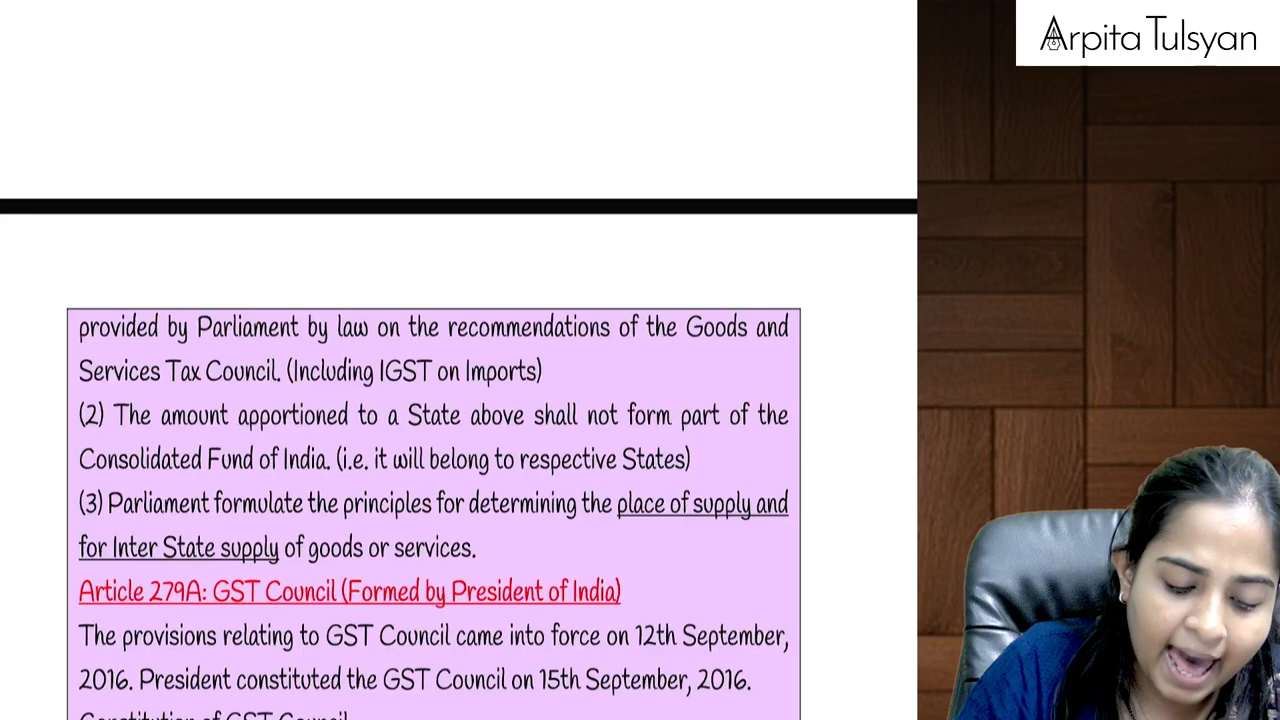 Arpita Tulsyan
provided by Parliament by law on the recommendations of the Goods and
Services Tax Council. (Including IGST on Imports)
(2) The amount apportioned to a State above shall not form part of the
Consolidated Fund of India. (i.e. it will belong to respective States)
(3) Parliament formulate the principles for determining the place of supply and
for Inter State supply of goods or services.
Article 279A: GST Council (Formed by President of India)
The provisions relating to GST Council came into force on 12th September,
2016. President constituted the GST Council on 15th September, 2016.
Constitution of GST Council